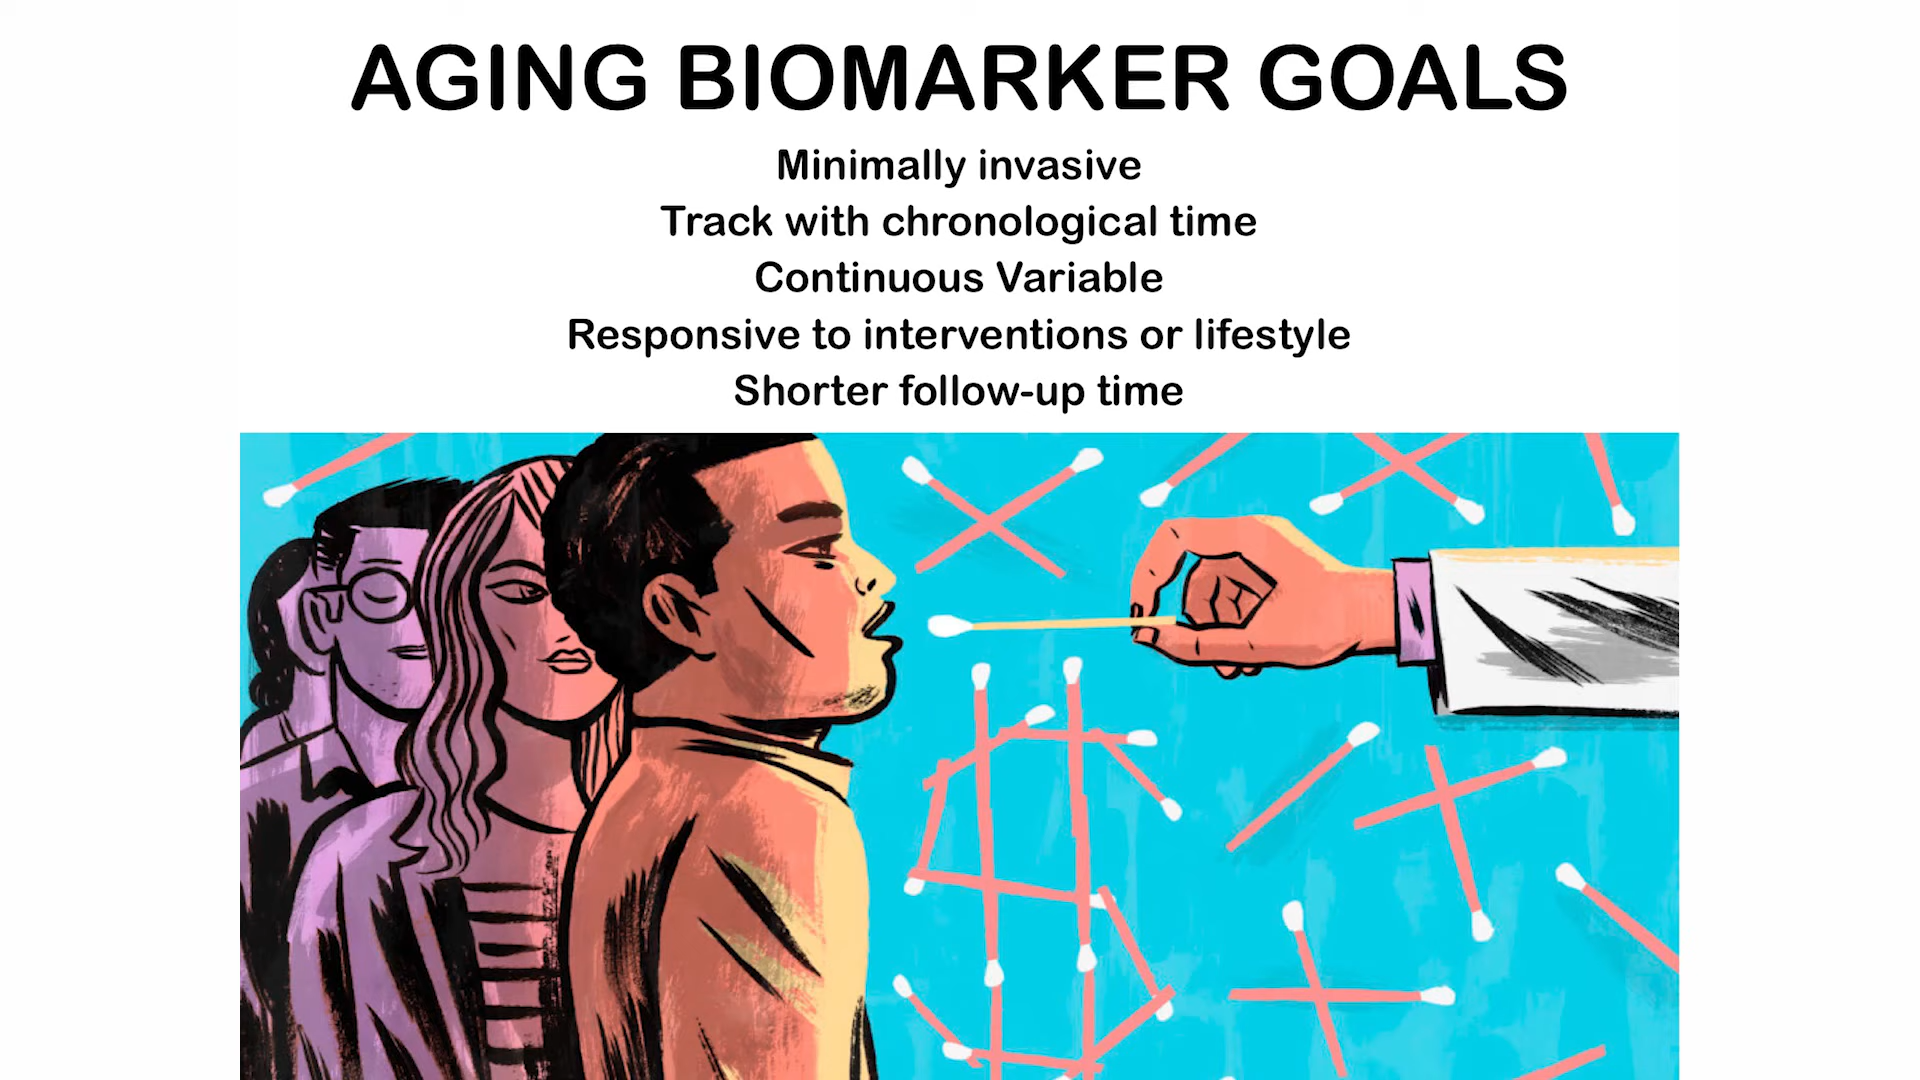 AGING BIOMARKER GOALS
Minimally invasive
Track with chronological time
Continuous Variable
Responsive to interventions or lifestyle
Shorter follow-up time